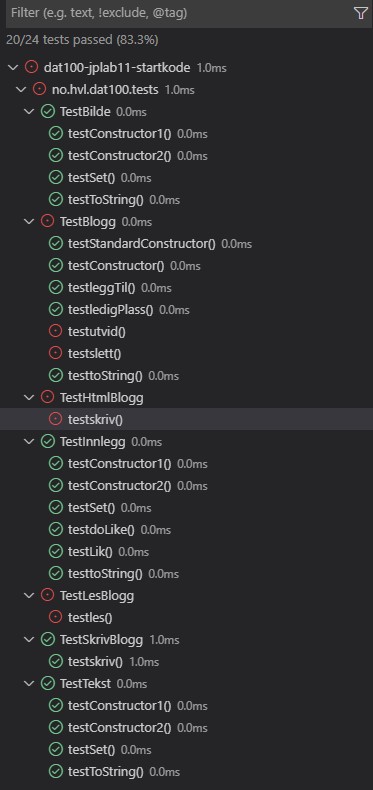 Filter (e.g. text, !exclude, @tag)
20/24 tests passed (83.3%)
dat100-jplab11-startkode 1.0ms
no.hvl.dat100.tests 1.0ms
TestBilde 0.0ms
testConstructor1() 0.0ms
testConstructor2() 0.0ms
testSet() 0.0ms
testToString() 0.0ms
TestBlogg
testStandardConstructor() 0.0ms
testConstructor() 0.0ms
testleggTil() 0.0ms
testledigPlass() 0.0ms
testutvid()
testslett()
testtoString() 0.0ms
TestHtmlBlogg
testskriv()
TestInnlegg 0.0ms
testConstructor1() 0.0ms
testConstructor2() 0.0ms
testSet() 0.0ms
testdoLike() 0.0ms
testLik() 0.0ms
testtoString() 0.0ms
TestLesBlogg
testles()
TestSkrivBlogg 1.0ms
testskriv() 1.0ms
TestTekst 0.0ms
testConstructor1() 0.0ms
testConstructor2() 0.0ms
testSet() 0.0ms
testToString() 0.0ms